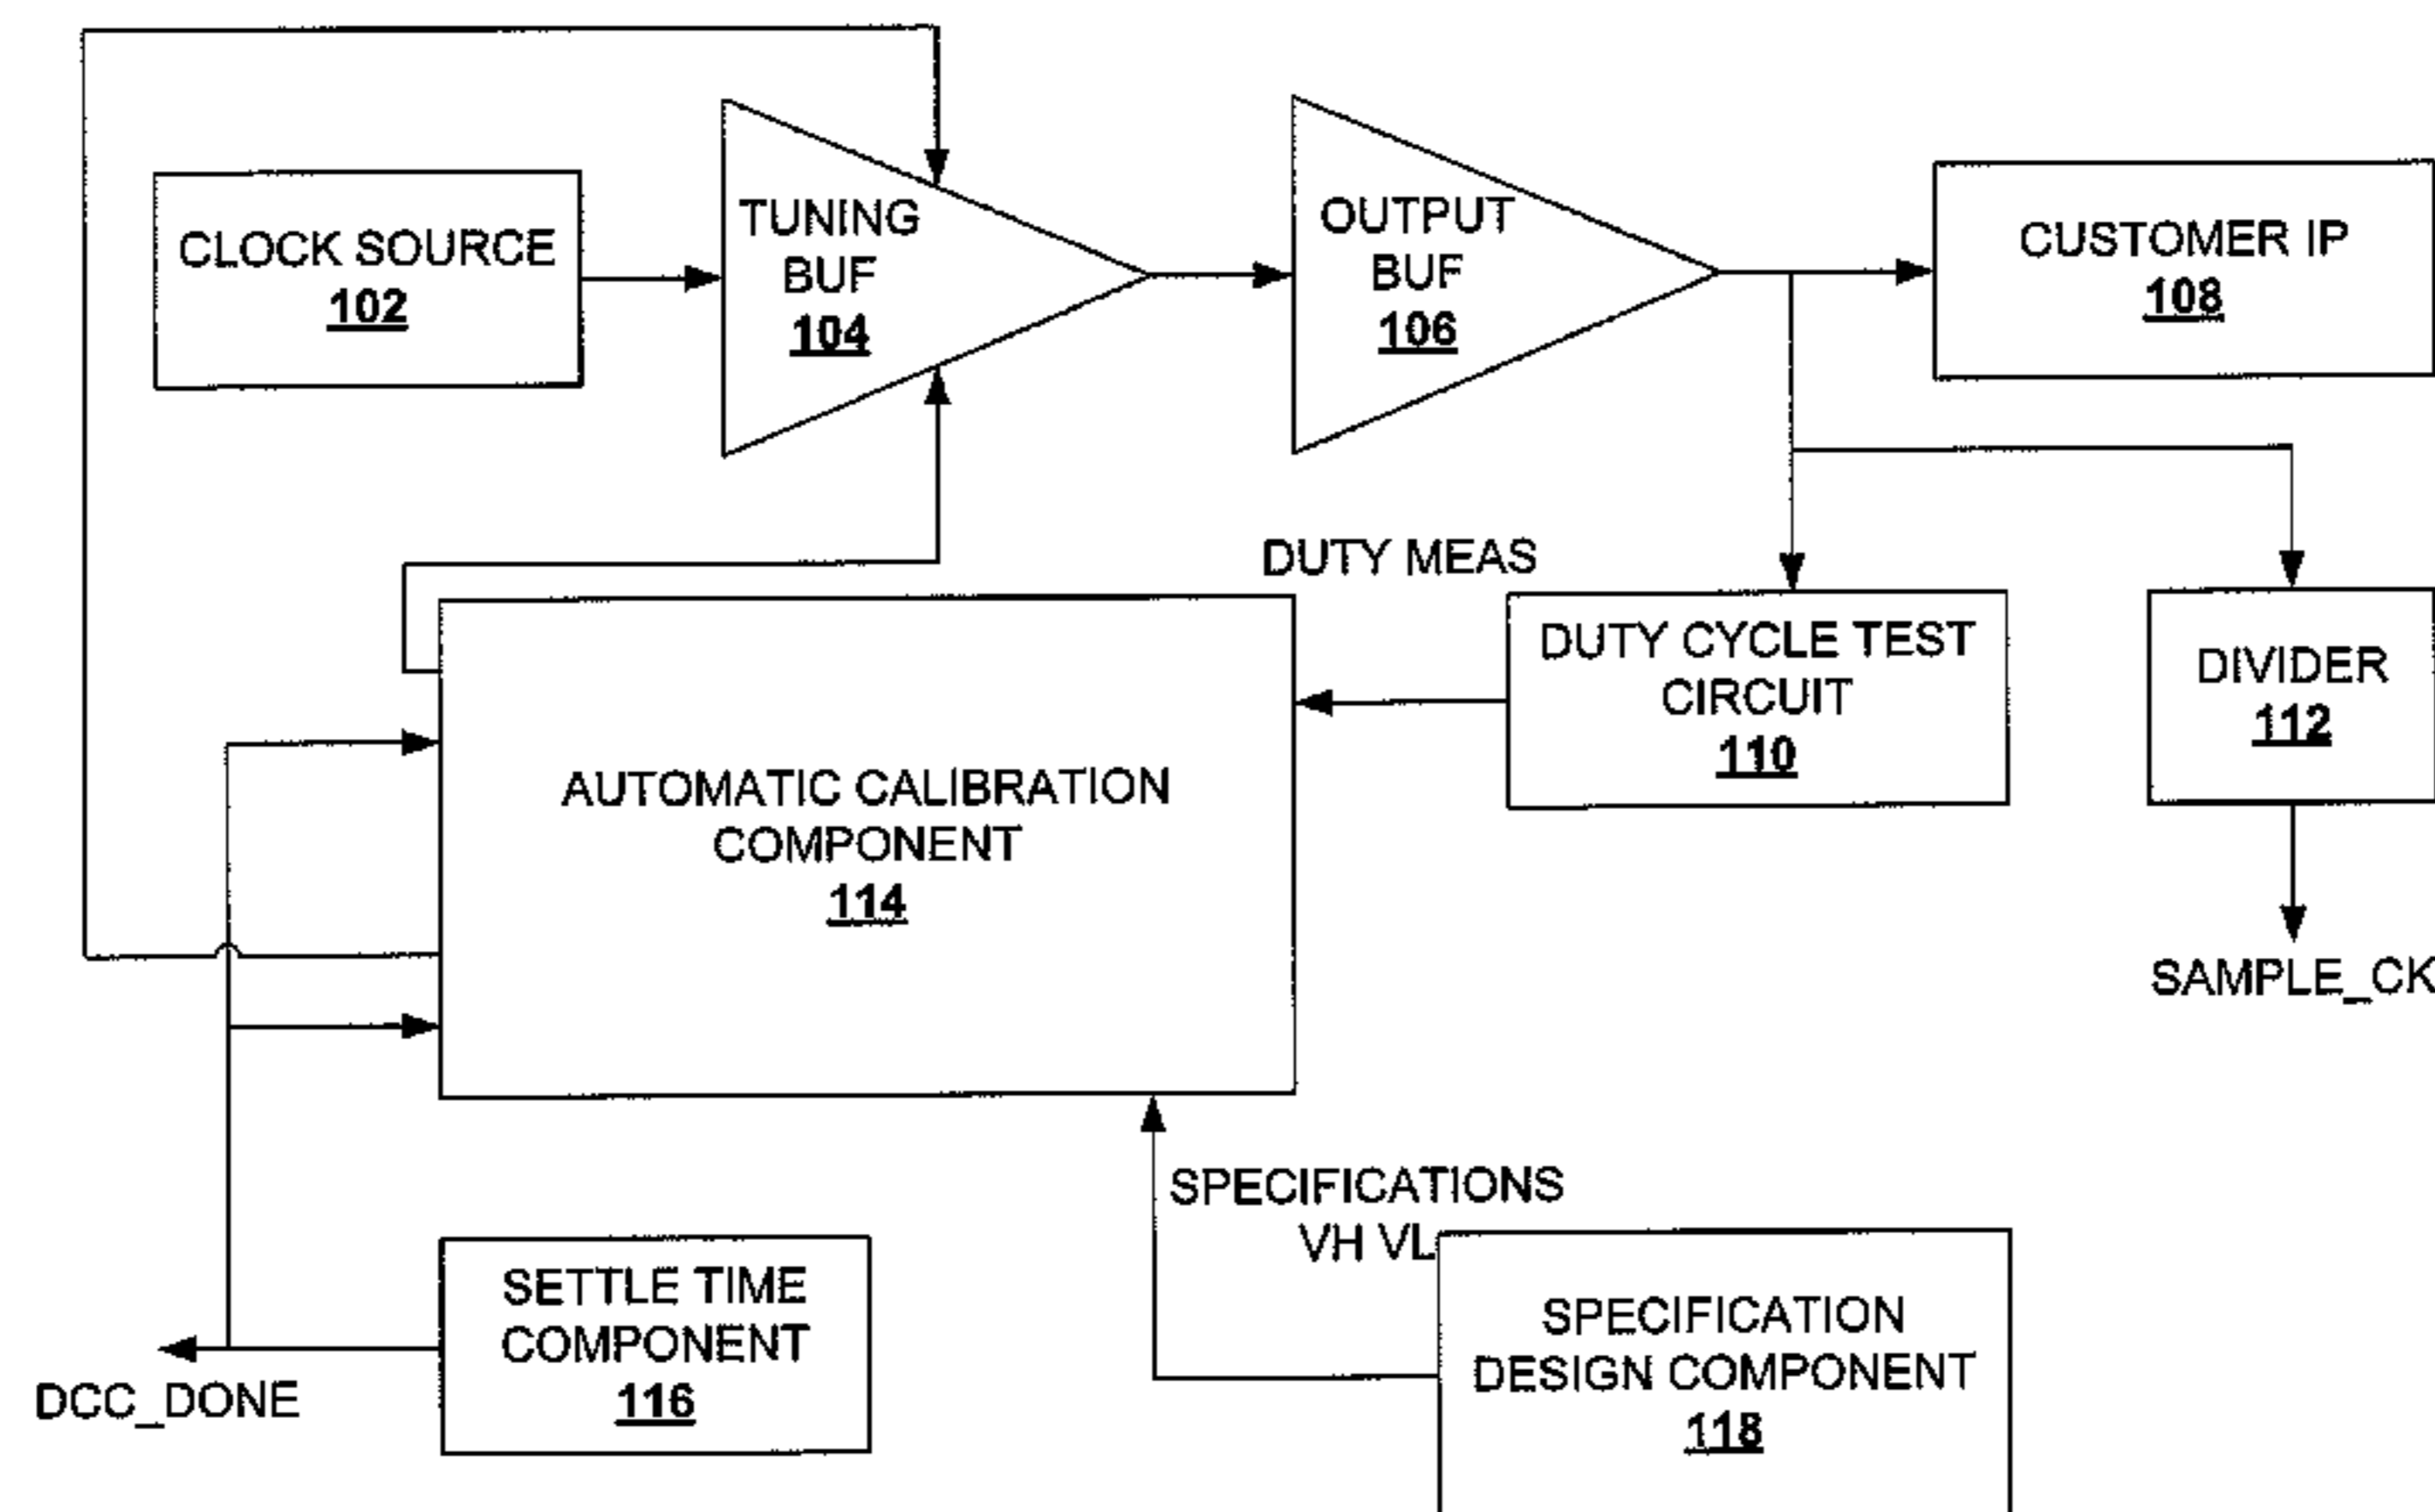 CLOCK SOURCE
102
TUNING
BUF
104
OUTPUT
BUF
106
CUSTOMER IP
108
DUTY MEAS
DUTY CYCLE TEST
CIRCUIT
110
DIVIDER
112
AUTOMATIC CALIBRATION
COMPONENT
114
SAMPLE_CK
SPECIFICATIONS
VH VL
SETTLE TIME
COMPONENT
116
DCC_DONE
SPECIFICATION
DESIGN COMPONENT
118